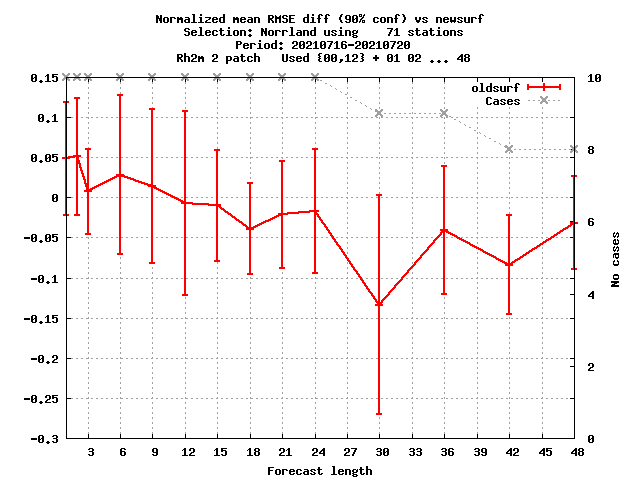 Normalized mean RMSE diff (90% conf) vs newsurf
Selection: Norrland using    71 stations
Period: 20210716-20210720
Rh2m 2 patch   Used {00,12} + 01 02 ... 48
oldsurf
Cases
0.15
0.1
0.05
0
-0.05
-0.1
-0.15
-0.2
-0.25
-0.3
10
8
6
4
2
0
No cases
3 6 9 12 15 18 21 24 27 30 33 36 39 42 45 48
Forecast length